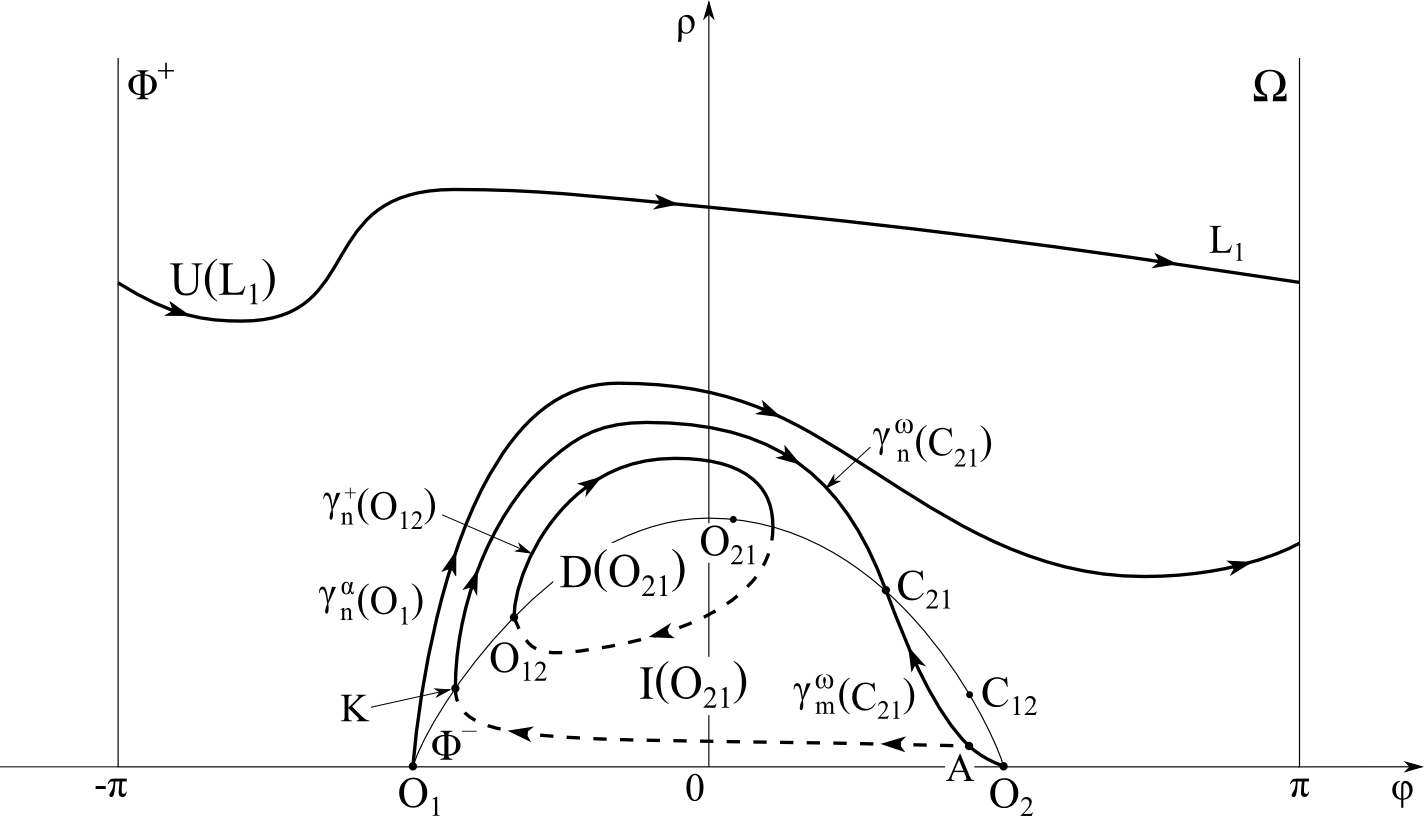 ρ
Φ⁺
Ω
L₁
U(L₁)
γₙ^ω(C₂₁)
γₙ⁺(O₁₂)
O₂₁
D(O₂₁)
C₂₁
γₙ^α(O₁)
O₁₂
I(O₂₁)
γₘ^ω(C₂₁)
C₁₂
K
Φ⁻
A
-π
O₁
0
O₂
π
φ